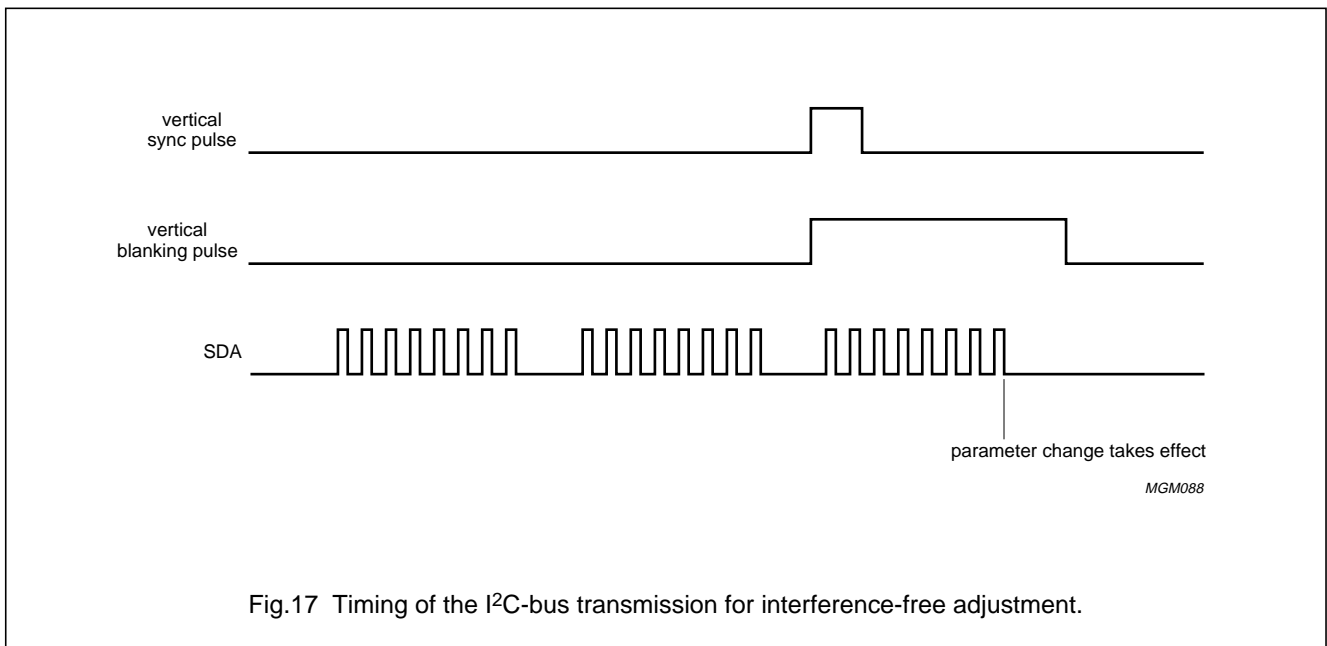 vertical
sync pulse
vertical
blanking pulse
SDA
parameter change takes effect
MGM088
Fig.17 Timing of the I²C-bus transmission for interference-free adjustment.